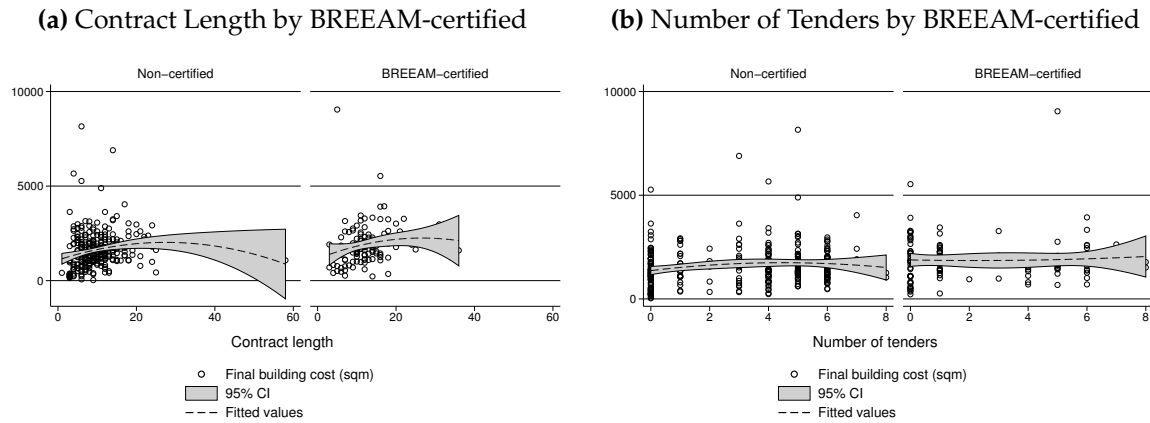 (a) Contract Length by BREEAM-certified
Non-certified
BREEAM-certified
10000
5000
0
0 20 40 60 0 20 40 60
Contract length
Final building cost (sqm)
95% CI
Fitted values
(b) Number of Tenders by BREEAM-certified
Non-certified
BREEAM-certified
10000
5000
0
0 2 4 6 8 0 2 4 6 8
Number of tenders
Final building cost (sqm)
95% CI
Fitted values